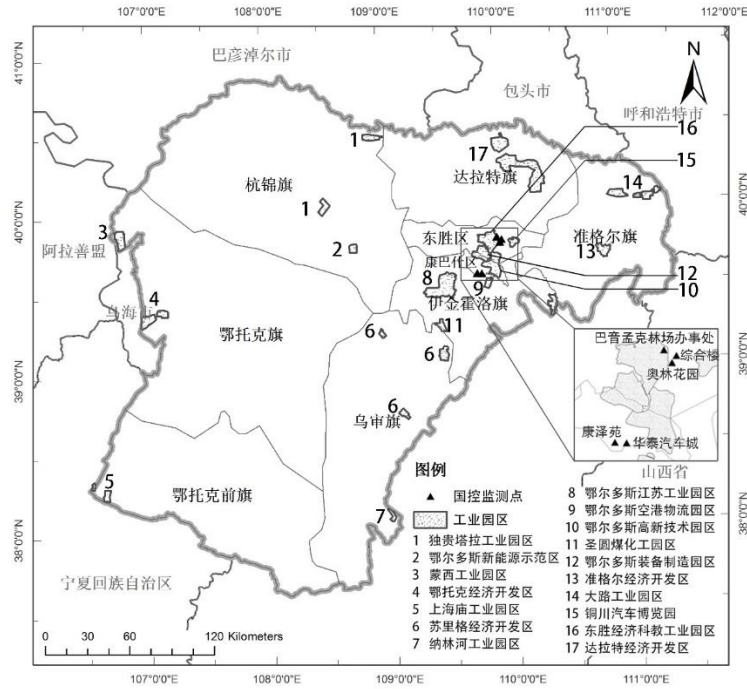 107°0'0"E 108°0'0"E 109°0'0"E 110°0'0"E 111°0'0"E 112°0'0"E
41°0'0"N
40°0'0"N
39°0'0"N
38°0'0"N
巴彦淖尔市
包头市
呼和浩特市
N
16
15
1
17
达拉特旗
14
杭锦旗
1
3
阿拉善盟
2
东胜区
准格尔旗
13
康巴什区
8
9
12
10
伊金霍洛旗
4
乌海市
鄂托克旗
6
11
6
6
乌审旗
鄂托克前旗
5
7
宁夏回族自治区
山西省
巴音孟克林场办事处
综合楼
奥林花园
康泽苑
华泰汽车城
图例
国控监测点
工业园区
1 独贵塔拉工业园区
2 鄂尔多斯新能源示范区
3 蒙西工业园区
4 鄂托克经济开发区
5 上海庙工业园区
6 苏里格经济开发区
7 纳林河工业园区
8 鄂尔多斯江苏工业园区
9 鄂尔多斯空港物流园区
10 鄂尔多斯高新技术园区
11 圣圆煤化工园区
12 鄂尔多斯装备制造园区
13 准格尔经济开发区
14 大路工业园区
15 铜川汽车博览园
16 东胜经济科教工业园区
17 达拉特经济开发区
0 30 60 90 120 Kilometers
41°0'0"N
40°0'0"N
39°0'0"N
38°0'0"N
107°0'0"E 108°0'0"E 109°0'0"E 110°0'0"E 111°0'0"E